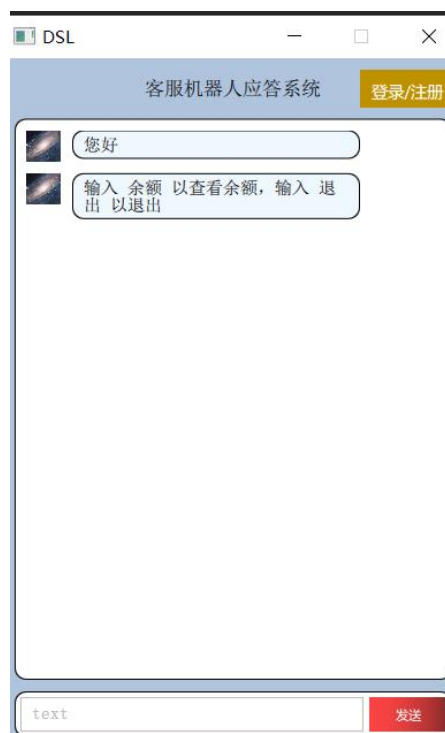 DSL
客服机器人应答系统
登录/注册
您好
输入 余额 以查看余额，输入 退
出 以退出
text
发送